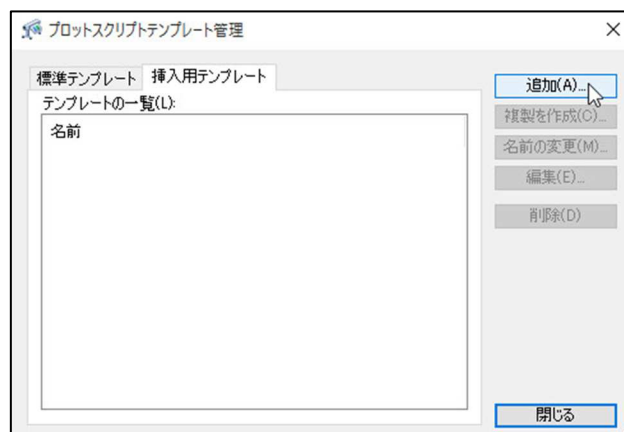 プロットスクリプトテンプレート管理
標準テンプレート 挿入用テンプレート
テンプレートの一覧(L):
名前
追加(A)...
複製を作成(C)...
名前の変更(M)...
編集(E)...
削除(D)
閉じる